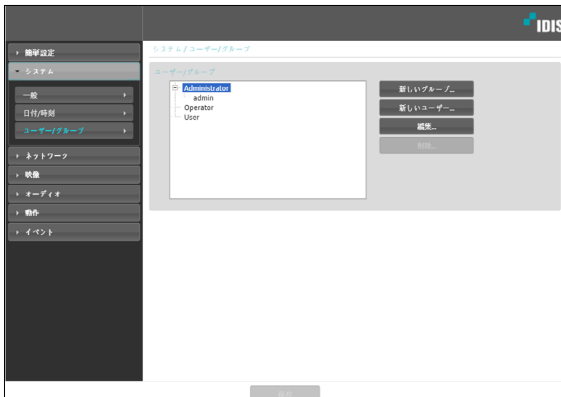 IDIS
簡単設定
システム
一般
日付/時刻
ユーザー/グループ
ネットワーク
映像
オーディオ
動作
イベント
システム / ユーザー/グループ
ユーザー/グループ
Administrator
admin
Operator
User
新しいグループ...
新しいユーザー...
編集...
削除...
保存